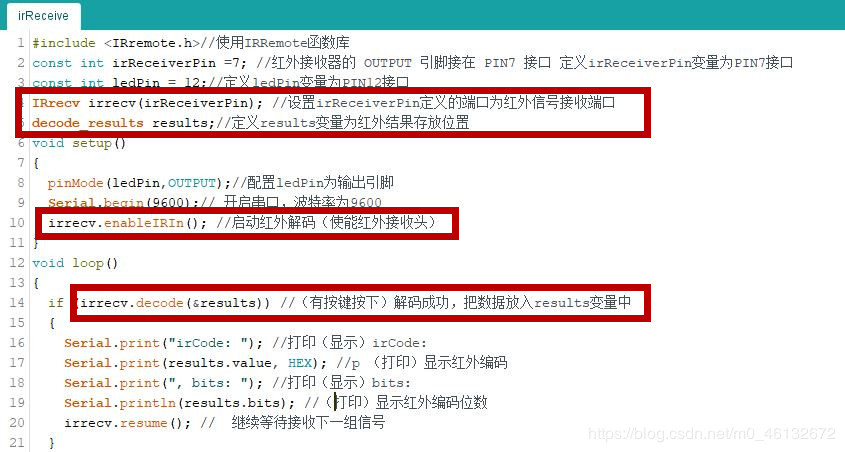 irReceive
1 #include <IRremote.h>//使用IRRemote函数库
2 const int irReceiverPin =7; //红外接收器的 OUTPUT 引脚接在 PIN7 接口 定义irReceiverPin变量为PIN7接口
3 const int ledPin = 12;//定义ledPin变量为PIN12接口
4 IRrecv irrecv(irReceiverPin); //设置irReceiverPin定义的端口为红外信号接收端口
5 decode_results results;//定义results变量为红外结果存放位置
6 void setup()
7 {
8 pinMode(ledPin,OUTPUT);//配置ledPin为输出引脚
9 Serial.begin(9600);// 开启串口，波特率为9600
10 irrecv.enableIRIn(); //启动红外解码（使能红外接收头）
11 }
12 void loop()
13 {
14 if (irrecv.decode(&results)) //（有按键按下）解码成功，把数据放入results变量中
15 {
16 Serial.print("irCode: "); //打印（显示）irCode:
17 Serial.print(results.value, HEX); //p （打印）显示红外编码
18 Serial.print(", bits: "); //打印（显示）bits:
19 Serial.println(results.bits); //（打印）显示红外编码位数
20 irrecv.resume(); // 继续等待接收下一组信号
21 }
https://blog.csdn.net/m0_46132672